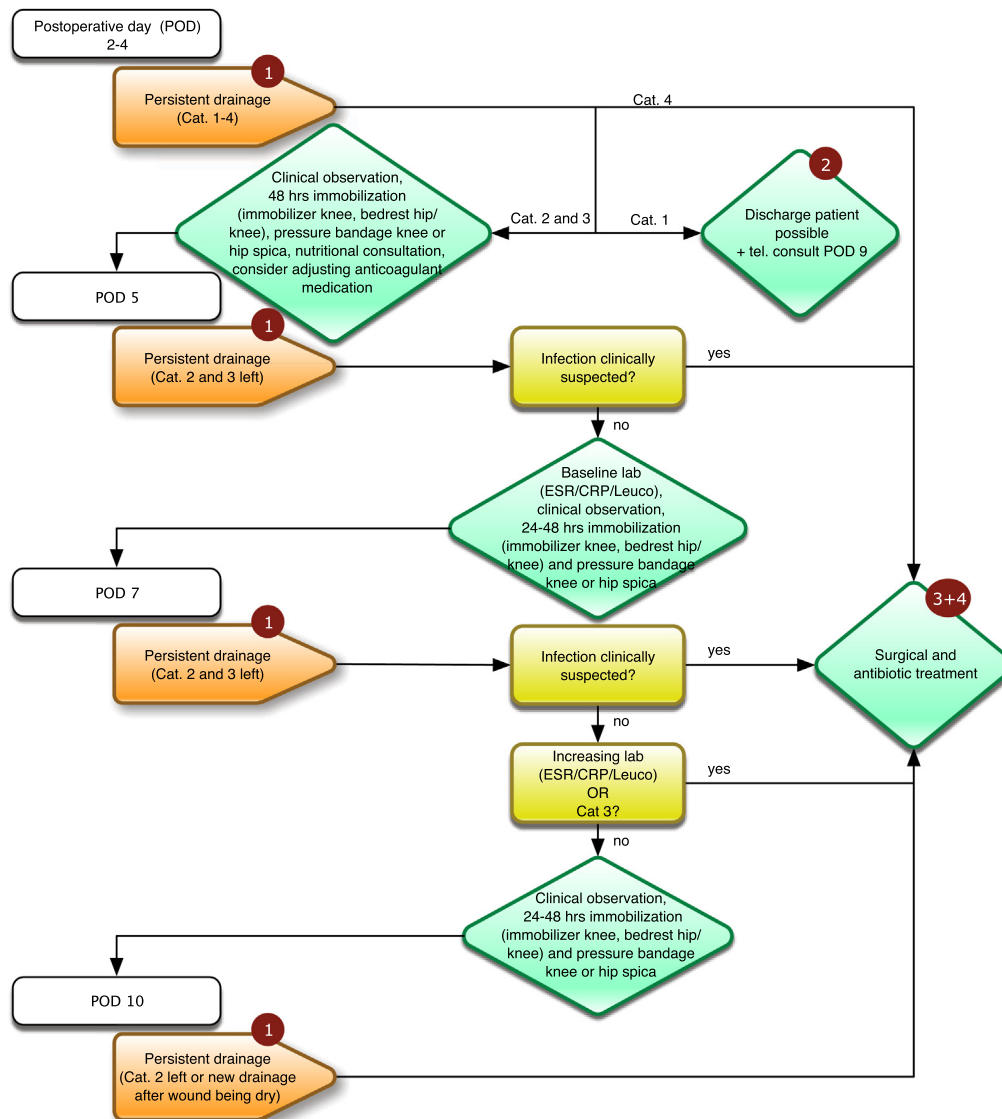 Postoperative day  (POD)
2-4
1
Persistent drainage
(Cat. 1-4)
Cat. 4
Clinical observation,
48 hrs immobilization
(immobilizer knee, bedrest hip/
knee), pressure bandage knee or
hip spica, nutritional consultation,
consider adjusting anticoagulant
medication
Cat. 2 and 3
Cat. 1
2
Discharge patient
possible
+ tel. consult POD 9
POD 5
1
Persistent drainage
(Cat. 2 and 3 left)
Infection clinically
suspected?
yes
no
Baseline lab
(ESR/CRP/Leuco),
clinical observation,
24-48 hrs immobilization
(immobilizer knee, bedrest hip/
knee) and pressure bandage
knee or hip spica
POD 7
1
Persistent drainage
(Cat. 2 and 3 left)
Infection clinically
suspected?
yes
3+4
Surgical and
antibiotic treatment
no
Increasing lab
(ESR/CRP/Leuco)
OR
Cat 3?
yes
no
Clinical observation,
24-48 hrs immobilization
(immobilizer knee, bedrest hip/
knee) and pressure bandage
knee or hip spica
POD 10
1
Persistent drainage
(Cat. 2 left or new drainage
after wound being dry)